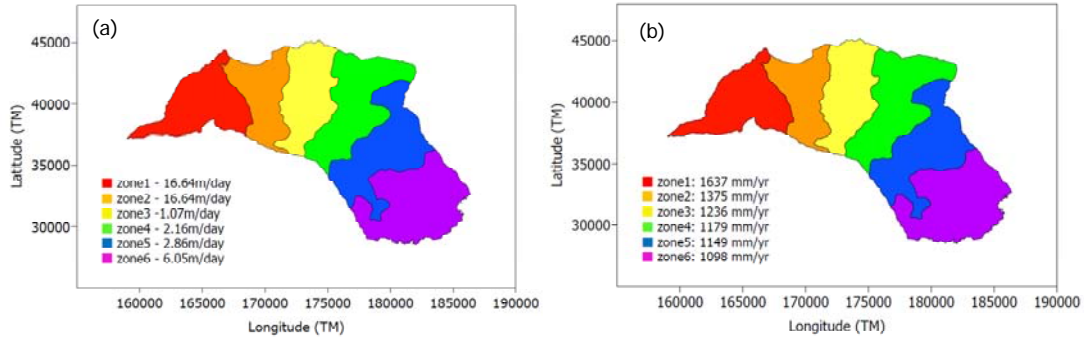 (a)
45000
40000
35000
30000
Latitude (TM)
zone1 - 16.64m/day
zone2 - 16.64m/day
zone3 -1.07m/day
zone4 - 2.16m/day
zone5 - 2.86m/day
zone6 - 6.05m/day
160000 165000 170000 175000 180000 185000 190000
Longitude (TM)
(b)
45000
40000
35000
30000
Latitude (TM)
zone1: 1637 mm/yr
zone2: 1375 mm/yr
zone3: 1236 mm/yr
zone4: 1179 mm/yr
zone5: 1149 mm/yr
zone6: 1098 mm/yr
160000 165000 170000 175000 180000 185000 190000
Longitude (TM)